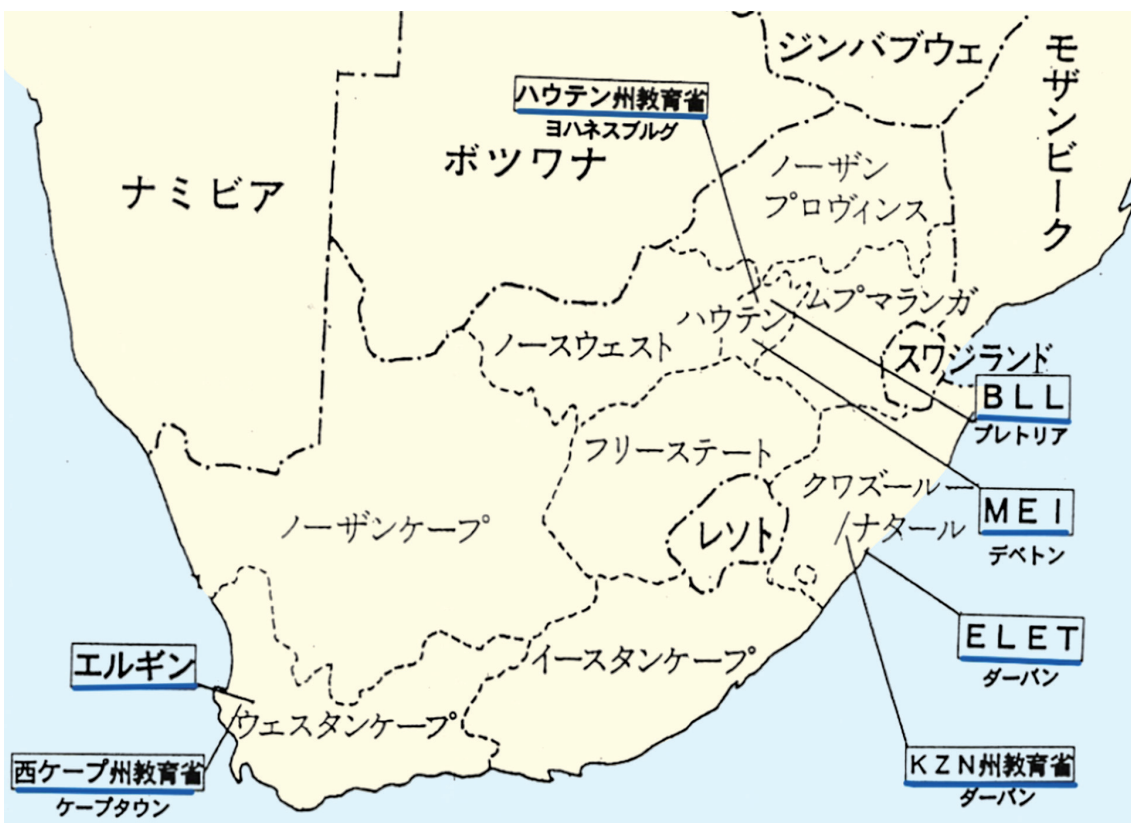 ジンバブウェ
モザンビーク
ハウテン州教育省
ヨハネスブルグ
ボツワナ
ナミビア
ノーザン
プロヴィンス
ムプマランガ
ハウテン
ノースウェスト
スワジランド
BLL
プレトリア
フリーステート
クワズールー
/ナタール
MEI
デベトン
ノーザンケープ
レソト
ELET
ダーバン
イースタンケープ
エルギン
ウェスタンケープ
西ケープ州教育省
ケープタウン
KZN州教育省
ダーバン